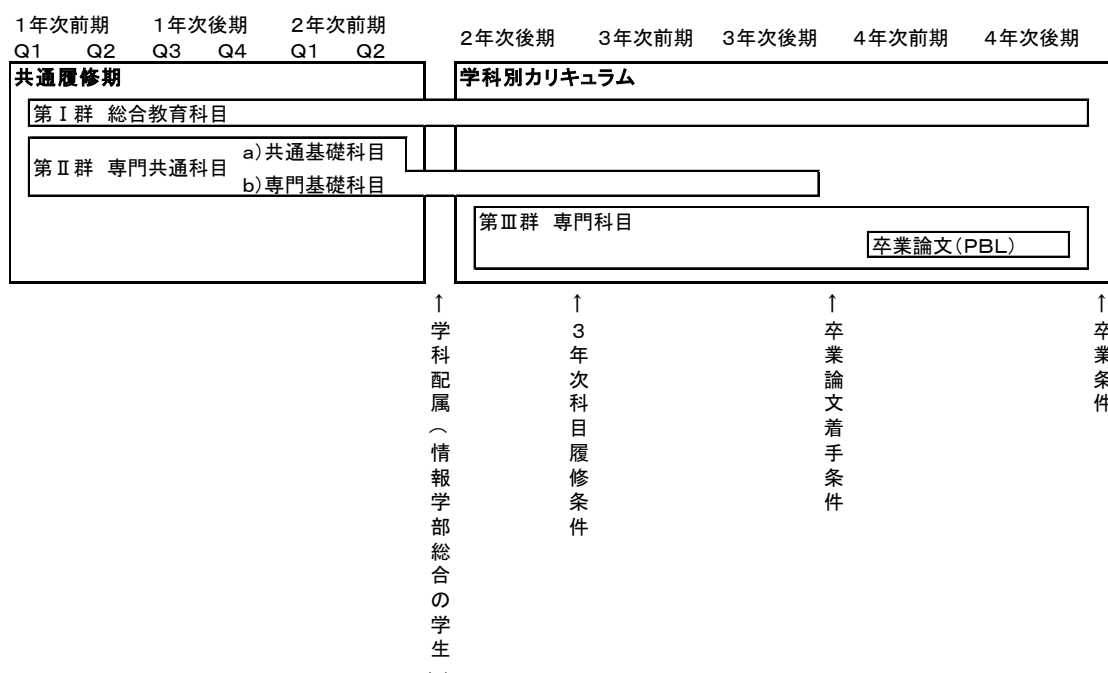 1年次前期 1年次後期 2年次前期
2年次後期 3年次前期 3年次後期 4年次前期 4年次後期
Q1 Q2 Q3 Q4 Q1 Q2
共通履修期
学科別カリキュラム
第Ⅰ群 総合教育科目
第Ⅱ群 専門共通科目
a)共通基礎科目
b)専門基礎科目
第Ⅲ群 専門科目
卒業論文(PBL)
↑学科配属(情報学部総合の学生
↑3年次科目履修条件
↑卒業論文着手条件
↑卒業条件